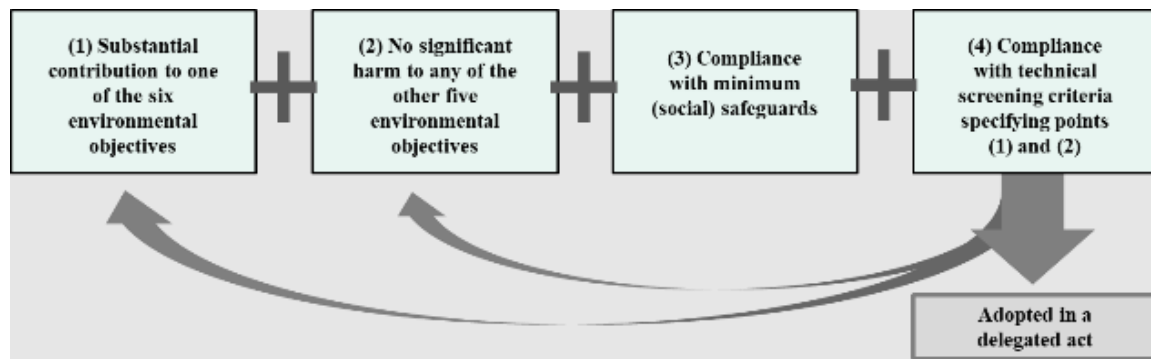 (1) Substantial
contribution to one
of the six
environmental
objectives
(2) No significant
harm to any of the
other five
environmental
objectives
(3) Compliance
with minimum
(social) safeguards
(4) Compliance
with technical
screening criteria
specifying points
(1) and (2)
Adopted in a
delegated act